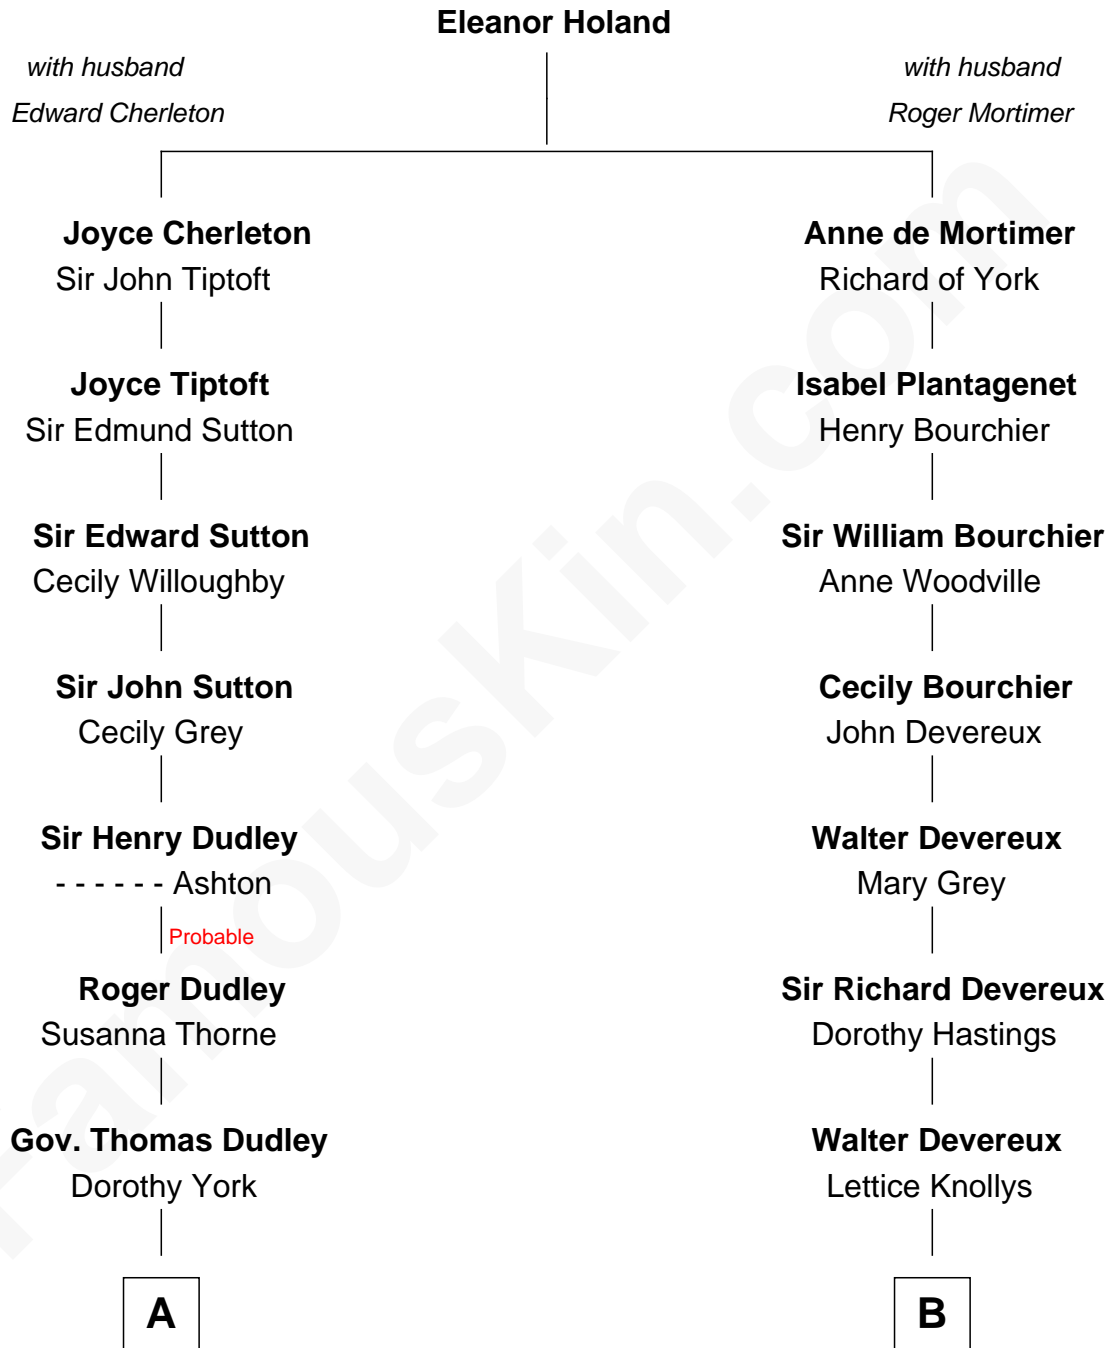 Eleanor Holand
with husband
Edward Cherleton
with husband
Roger Mortimer
Joyce Cherleton
Sir John Tiptoft
Joyce Tiptoft
Sir Edmund Sutton
Sir Edward Sutton
Cecily Willoughby
Sir John Sutton
Cecily Grey
Sir Henry Dudley
- - - - - - Ashton
Probable
Roger Dudley
Susanna Thorne
Gov. Thomas Dudley
Dorothy York
A
Anne de Mortimer
Richard of York
Isabel Plantagenet
Henry Bourchier
Sir William Bourchier
Anne Woodville
Cecily Bourchier
John Devereux
Walter Devereux
Mary Grey
Sir Richard Devereux
Dorothy Hastings
Walter Devereux
Lettice Knollys
B
FamousKin.com